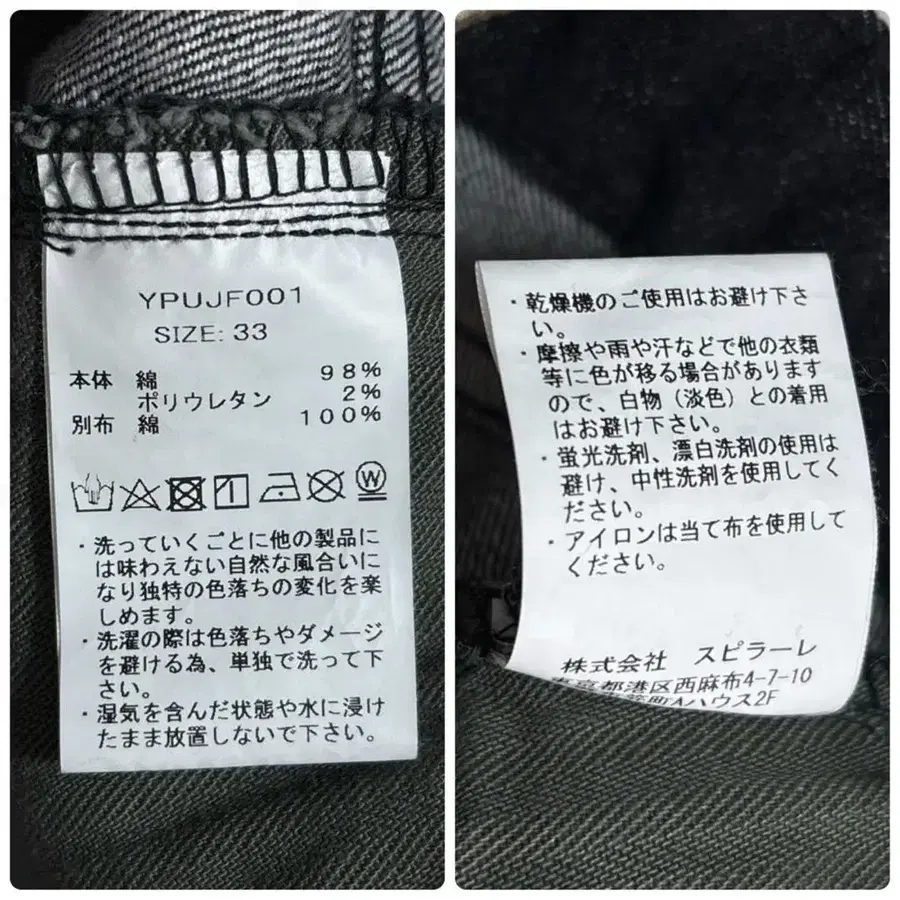 YPUJF001
SIZE: 33
本体 綿 98%
ポリウレタン 2%
別布 綿 100%
W
・洗っていくごとに他の製品に
は味わえない自然な風合いに
なり独特の色落ちの変化を楽
しめます。
・洗濯の際は色落ちやダメージ
を避ける為、単独で洗って下
さい。
・湿気を含んだ状態や水に浸け
たまま放置しないで下さい。
・乾燥機のご使用はお避け下さ
い。
・摩擦や雨や汗などで他の衣類
等に色が移る場合があります
ので、白物（淡色）との着用
はお避け下さい。
・蛍光洗剤、漂白洗剤の使用は
避け、中性洗剤を使用してく
ださい。
・アイロンは当て布を使用して
ください。
株式会社 スピラーレ
東京都港区西麻布4-7-10
ハウス2F